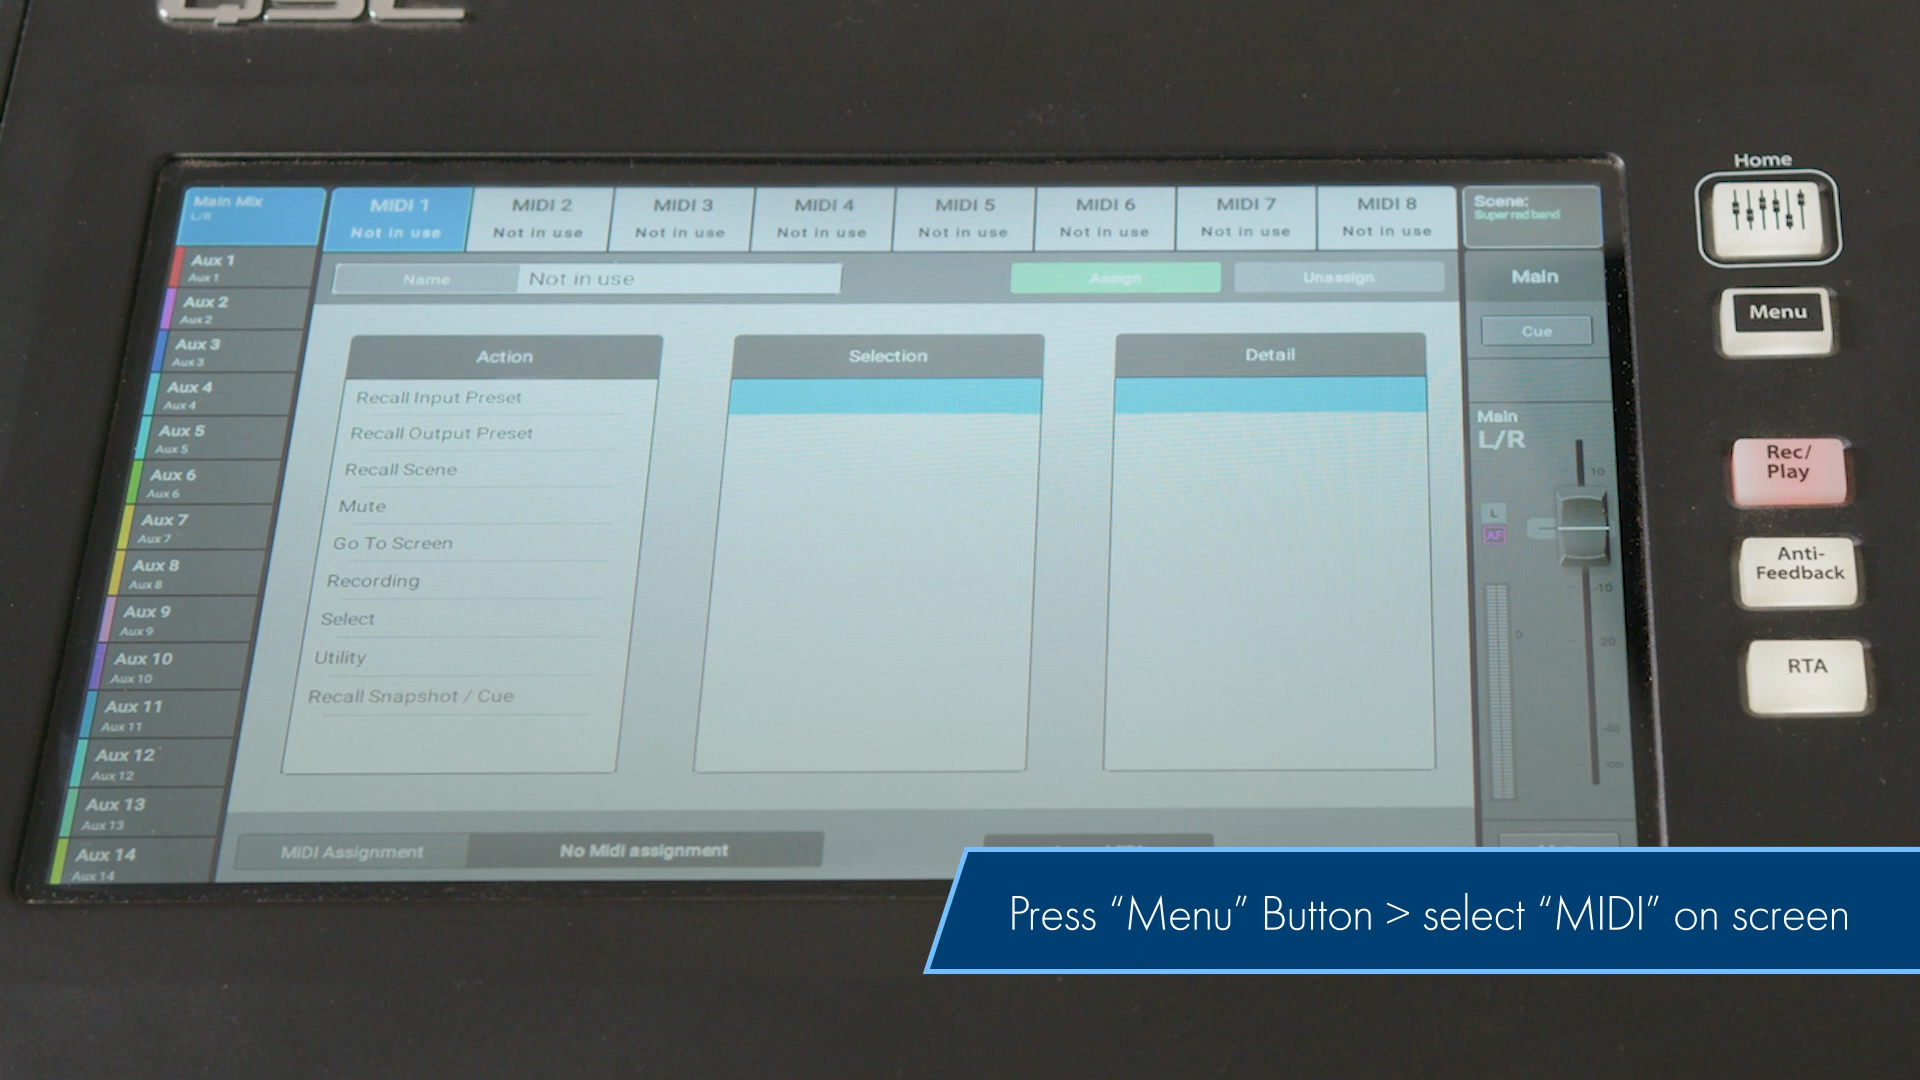 QSC
Main Mix
L/R
MIDI 1
Not in use
MIDI 2
Not in use
MIDI 3
Not in use
MIDI 4
Not in use
MIDI 5
Not in use
MIDI 6
Not in use
MIDI 7
Not in use
MIDI 8
Not in use
Scene:
Super rad band
Home
Menu
Rec/
Play
Anti-
Feedback
RTA
Aux 1
Aux 1
Aux 2
Aux 2
Aux 3
Aux 3
Aux 4
Aux 4
Aux 5
Aux 5
Aux 6
Aux 6
Aux 7
Aux 7
Aux 8
Aux 8
Aux 9
Aux 9
Aux 10
Aux 10
Aux 11
Aux 11
Aux 12
Aux 12
Aux 13
Aux 13
Aux 14
Aux 14
Name
Not in use
Assign
Unassign
Action
Recall Input Preset
Recall Output Preset
Recall Scene
Mute
Go To Screen
Recording
Select
Utility
Recall Snapshot / Cue
Selection
Detail
MIDI Assignment
No Midi assignment
Main
Cue
Main
L/R
L
AF
10
-10
0
-20
-40
Press “Menu” Button > select “MIDI” on screen